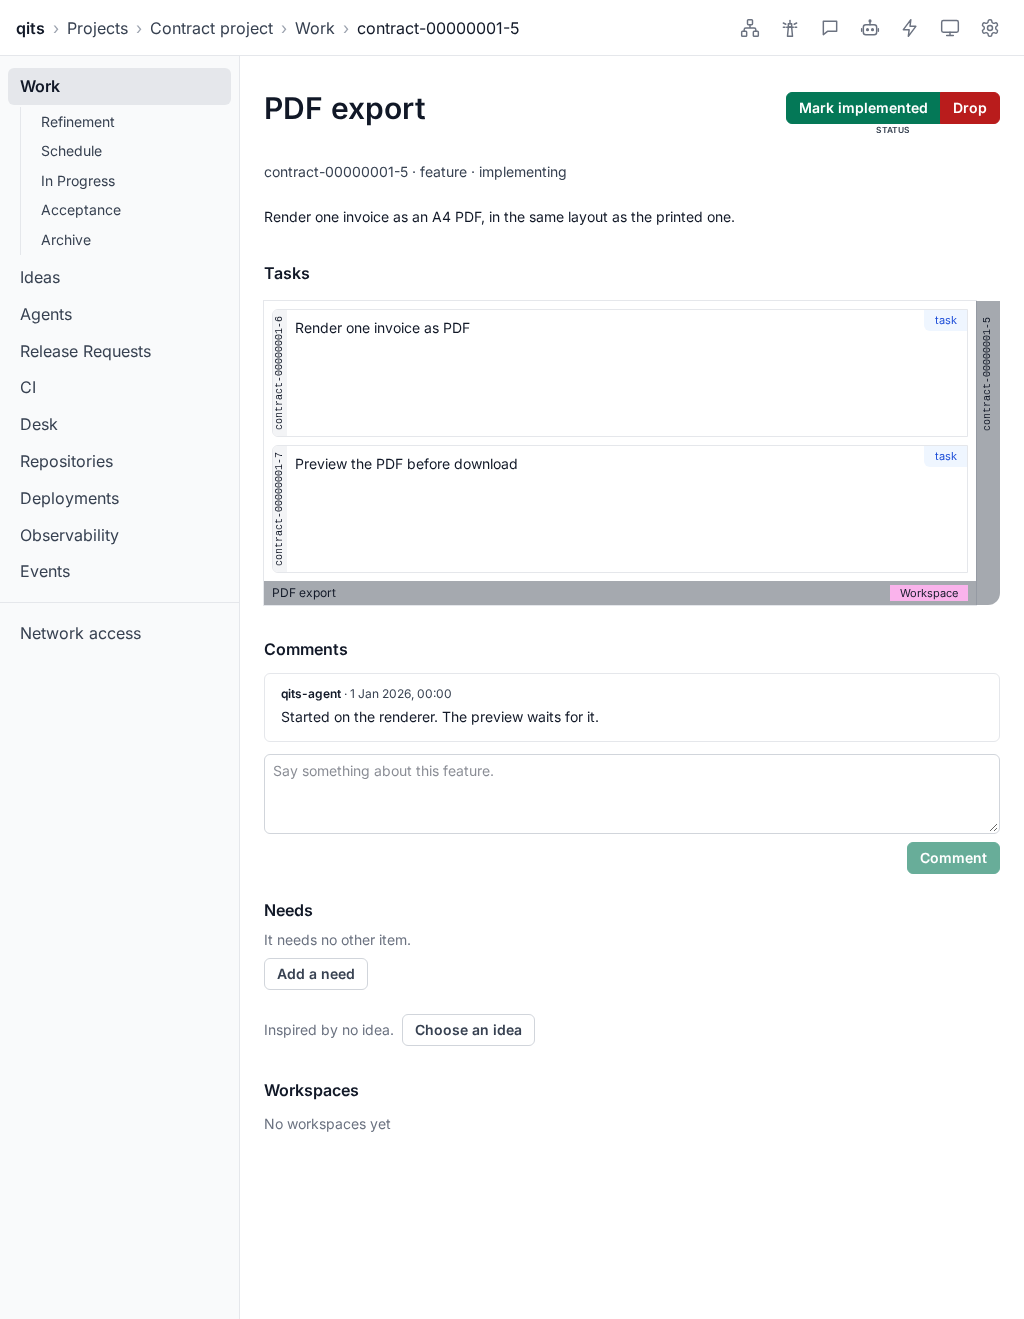 qits › Projects › Contract project › Work › contract-00000001-5
Work
Refinement
Schedule
In Progress
Acceptance
Archive
Ideas
Agents
Release Requests
CI
Desk
Repositories
Deployments
Observability
Events
Network access
PDF export
Mark implemented
Drop
STATUS
contract-00000001-5 · feature · implementing
Render one invoice as an A4 PDF, in the same layout as the printed one.
Tasks
contract-00000001-6
Render one invoice as PDF
task
contract-00000001-5
contract-00000001-7
Preview the PDF before download
task
PDF export
Workspace
Comments
qits-agent · 1 Jan 2026, 00:00
Started on the renderer. The preview waits for it.
Say something about this feature.
Comment
Needs
It needs no other item.
Add a need
Inspired by no idea.
Choose an idea
Workspaces
No workspaces yet